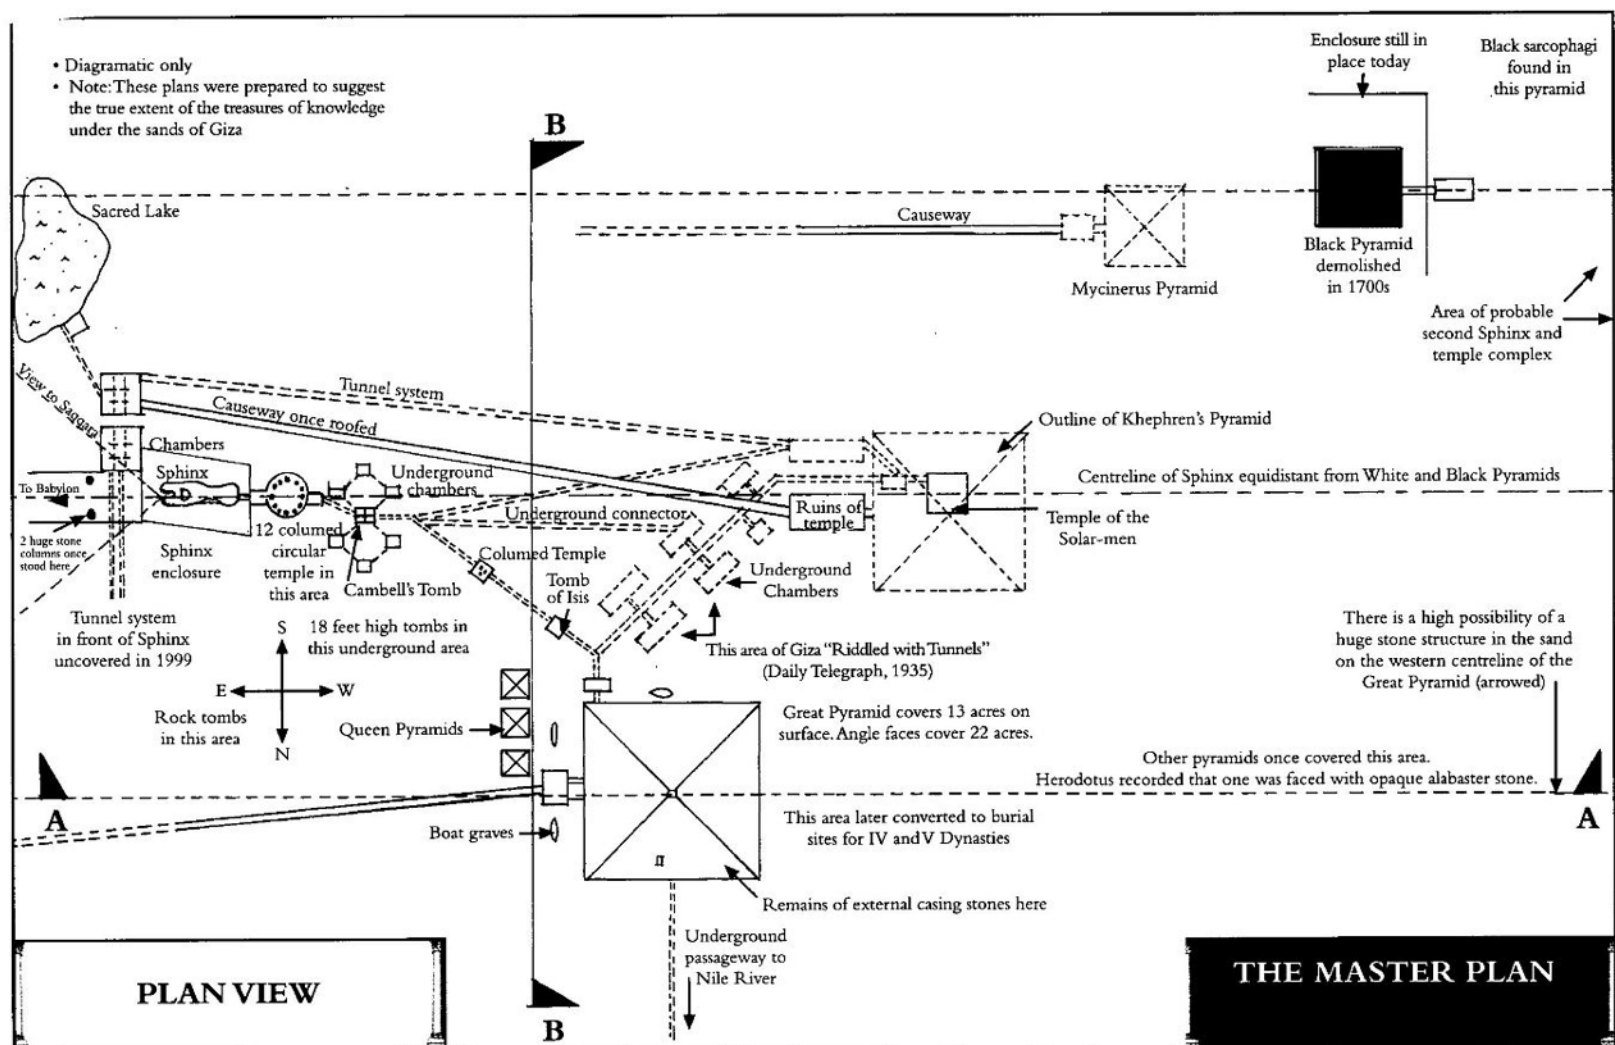 • Diagramatic only
• Note: These plans were prepared to suggest
the true extent of the treasures of knowledge
under the sands of Giza
B
Enclosure still in
place today
Black sarcophagi
found in
this pyramid
Sacred Lake
Causeway
Mycinerus Pyramid
Black Pyramid
demolished
in 1700s
Area of probable
second Sphinx and
temple complex
View to Saqqara
Tunnel system
Causeway once roofed
Outline of Khephren's Pyramid
Chambers
Sphinx
Underground
chambers
To Babylon
Centreline of Sphinx equidistant from White and Black Pyramids
Underground connector
Ruins of
temple
Temple of the
Solar-men
2 huge stone
columns once
stood here
Sphinx
enclosure
12 columed
circular
temple in
this area
Cambell's Tomb
Columed Temple
Tomb
of Isis
Underground
Chambers
Tunnel system
in front of Sphinx
uncovered in 1999
S
E
W
N
18 feet high tombs in
this underground area
This area of Giza "Riddled with Tunnels"
(Daily Telegraph, 1935)
There is a high possibility of a
huge stone structure in the sand
on the western centreline of the
Great Pyramid (arrowed)
Rock tombs
in this area
Queen Pyramids
Great Pyramid covers 13 acres on
surface. Angle faces cover 22 acres.
Other pyramids once covered this area.
Herodotus recorded that one was faced with opaque alabaster stone.
A
A
Boat graves
This area later converted to burial
sites for IV and V Dynasties
Remains of external casing stones here
Underground
passageway to
Nile River
PLAN VIEW
B
THE MASTER PLAN